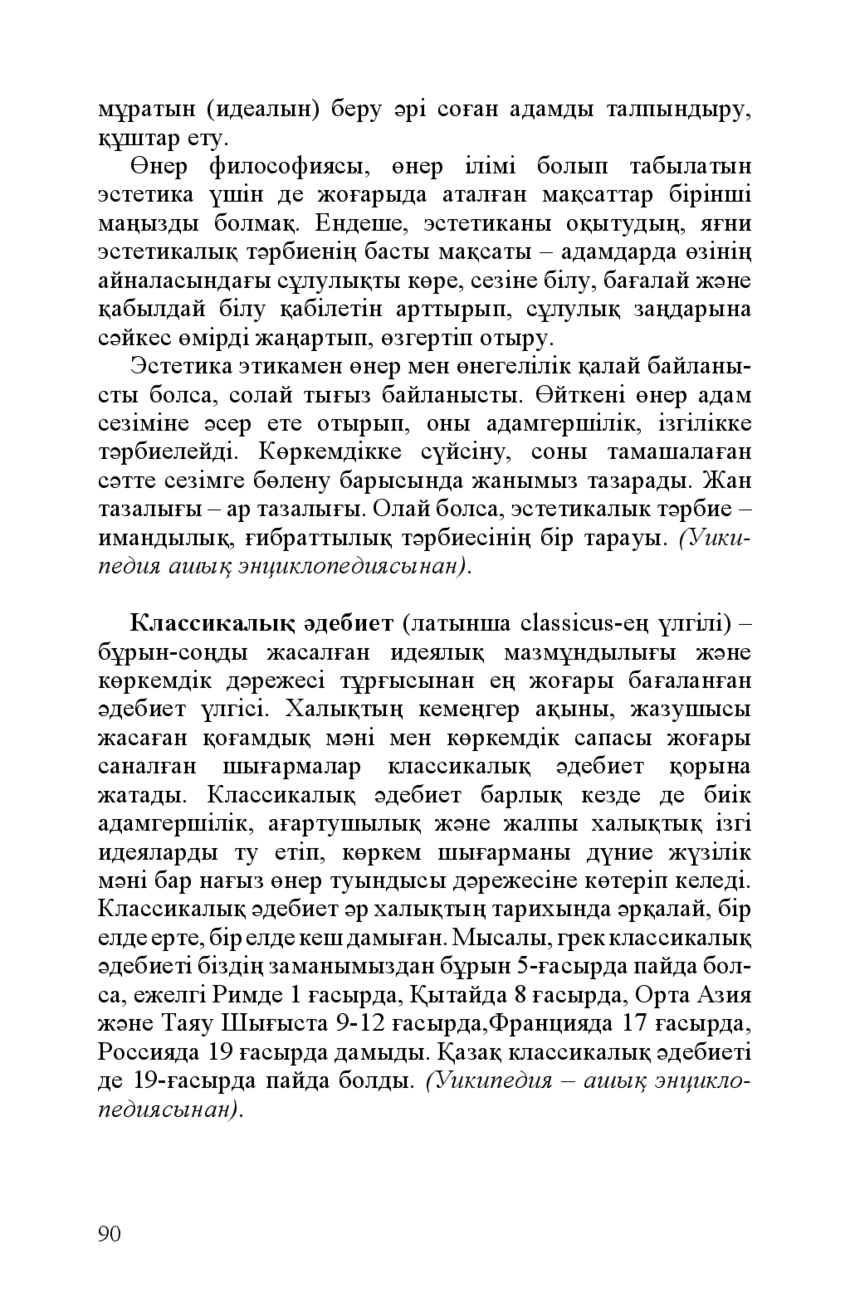 мұратын (идеалын) беру әрі соған адамды талпындыру,
құштар ету.
Өнер философиясы, өнер ілімі болып табылатын
эстетика үшін де жоғарыда аталған мақсаттар бірінші
маңызды болмақ. Ендеше, эстетиканы оқытудың, яғни
эстетикалық тәрбиенің басты мақсаты – адамдарда өзінің
айналасындағы сұлулықты көре, сезіне білу, бағалай және
қабылдай білу қабілетін арттырып, сұлулық заңдарына
сәйкес өмірді жаңартып, өзгертіп отыру.
Эстетика этикамен өнер мен өнегелілік қалай байланы-
сты болса, солай тығыз байланысты. Өйткені өнер адам
сезіміне әсер ете отырып, оны адамгершілік, ізгілікке
тәрбиелейді. Көркемдікке сүйсіну, соны тамашалаған
сәтте сезімге бөлену барысында жанымыз тазарады. Жан
тазалығы – ар тазалығы. Олай болса, эстетикалык тәрбие –
имандылық, ғибраттылық тәрбиесінің бір тарауы. (Уики-
педия ашық энциклопедиясынан).
Классикалық әдебиет (латынша classicus-ең үлгілі) –
бұрын-соңды жасалған идеялық мазмұндылығы және
көркемдік дәрежесі тұрғысынан ең жоғары бағаланған
әдебиет үлгісі. Халықтың кемеңгер ақыны, жазушысы
жасаған қоғамдық мәні мен көркемдік сапасы жоғары
саналған шығармалар классикалық әдебиет қорына
жатады. Классикалық әдебиет барлық кезде де биік
адамгершілік, ағартушылық және жалпы халықтық ізгі
идеяларды ту етіп, көркем шығарманы дүние жүзілік
мәні бар нағыз өнер туындысы дәрежесіне көтеріп келеді.
Классикалық әдебиет әр халықтың тарихында әрқалай, бір
елде ерте, бір елде кеш дамыған. Мысалы, грек классикалық
әдебиеті біздің заманымыздан бұрын 5-ғасырда пайда бол-
са, ежелгі Римде 1 ғасырда, Қытайда 8 ғасырда, Орта Азия
және Таяу Шығыста 9-12 ғасырда,Францияда 17 ғасырда,
Россияда 19 ғасырда дамыды. Қазақ классикалық әдебиеті
де 19-ғасырда пайда болды. (Уикипедия – ашық энцикло-
педиясынан).
90